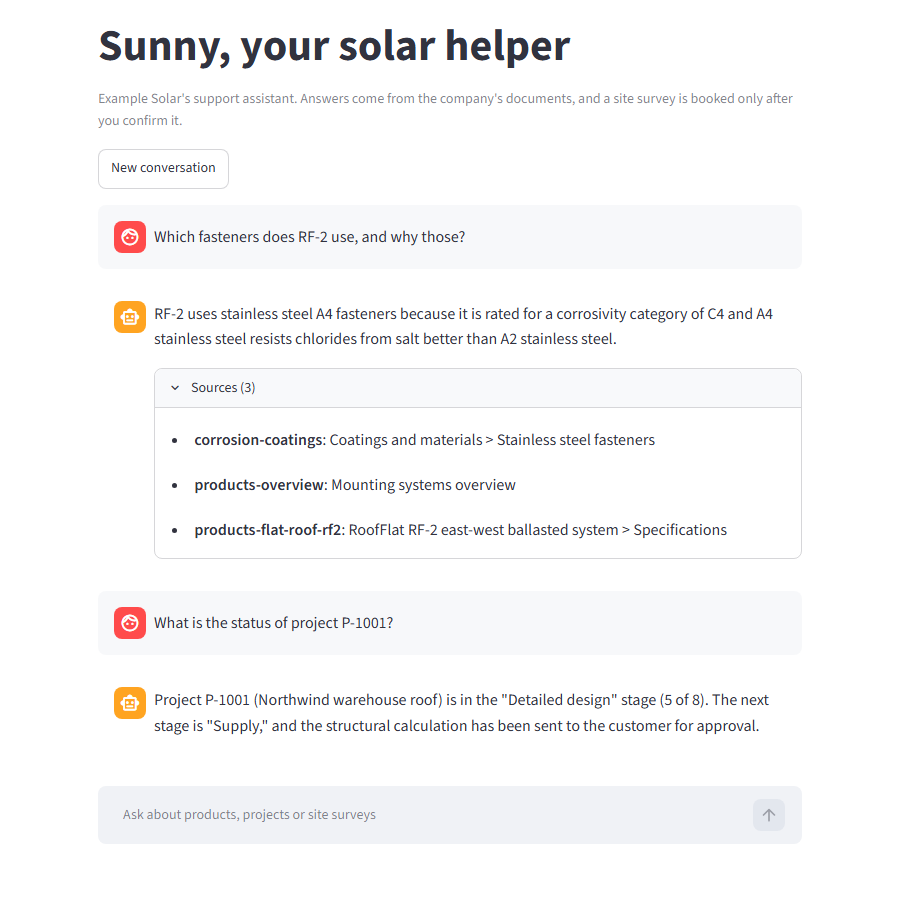 Sunny, your solar helper
Example Solar's support assistant. Answers come from the company's documents, and a site survey is booked only after
you confirm it.
New conversation
Which fasteners does RF-2 use, and why those?
RF-2 uses stainless steel A4 fasteners because it is rated for a corrosivity category of C4 and A4
stainless steel resists chlorides from salt better than A2 stainless steel.
Sources (3)
• corrosion-coatings: Coatings and materials > Stainless steel fasteners
• products-overview: Mounting systems overview
• products-flat-roof-rf2: RoofFlat RF-2 east-west ballasted system > Specifications
What is the status of project P-1001?
Project P-1001 (Northwind warehouse roof) is in the "Detailed design" stage (5 of 8). The next
stage is "Supply," and the structural calculation has been sent to the customer for approval.
Ask about products, projects or site surveys